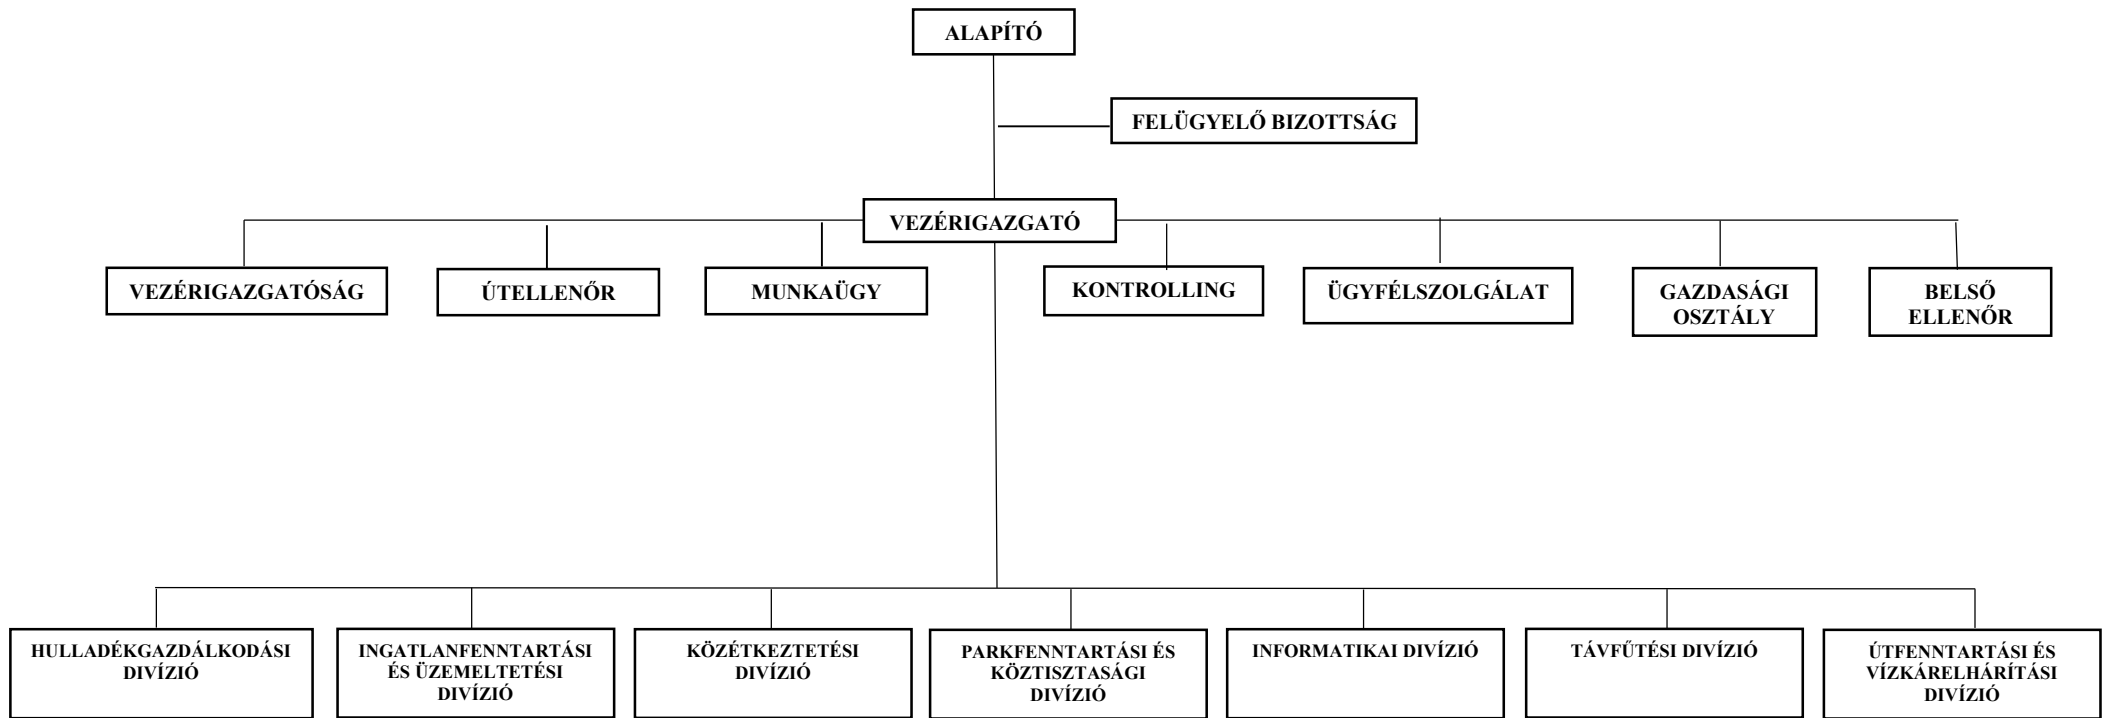 ALAPÍTÓ
FELÜGYELŐ BIZOTTSÁG
VEZÉRIGAZGATÓ
VEZÉRIGAZGATÓSÁG
ÚTELLENŐR
MUNKAÜGY
KONTROLLING
ÜGYFÉLSZOLGÁLAT
GAZDASÁGI
OSZTÁLY
BELSŐ
ELLENŐR
HULLADÉKGAZDÁLKODÁSI
DIVÍZIÓ
INGATLANFENNTARTÁSI
ÉS ÜZEMELTETÉSI
DIVÍZIÓ
KÖZÉTKEZTETÉSI
DIVÍZIÓ
PARKFENNTARTÁSI ÉS
KÖZTISZTASÁGI
DIVÍZIÓ
INFORMATIKAI DIVÍZIÓ
TÁVFŰTÉSI DIVÍZIÓ
ÚTFENNTARTÁSI ÉS
VÍZKÁRELHÁRÍTÁSI
DIVÍZIÓ